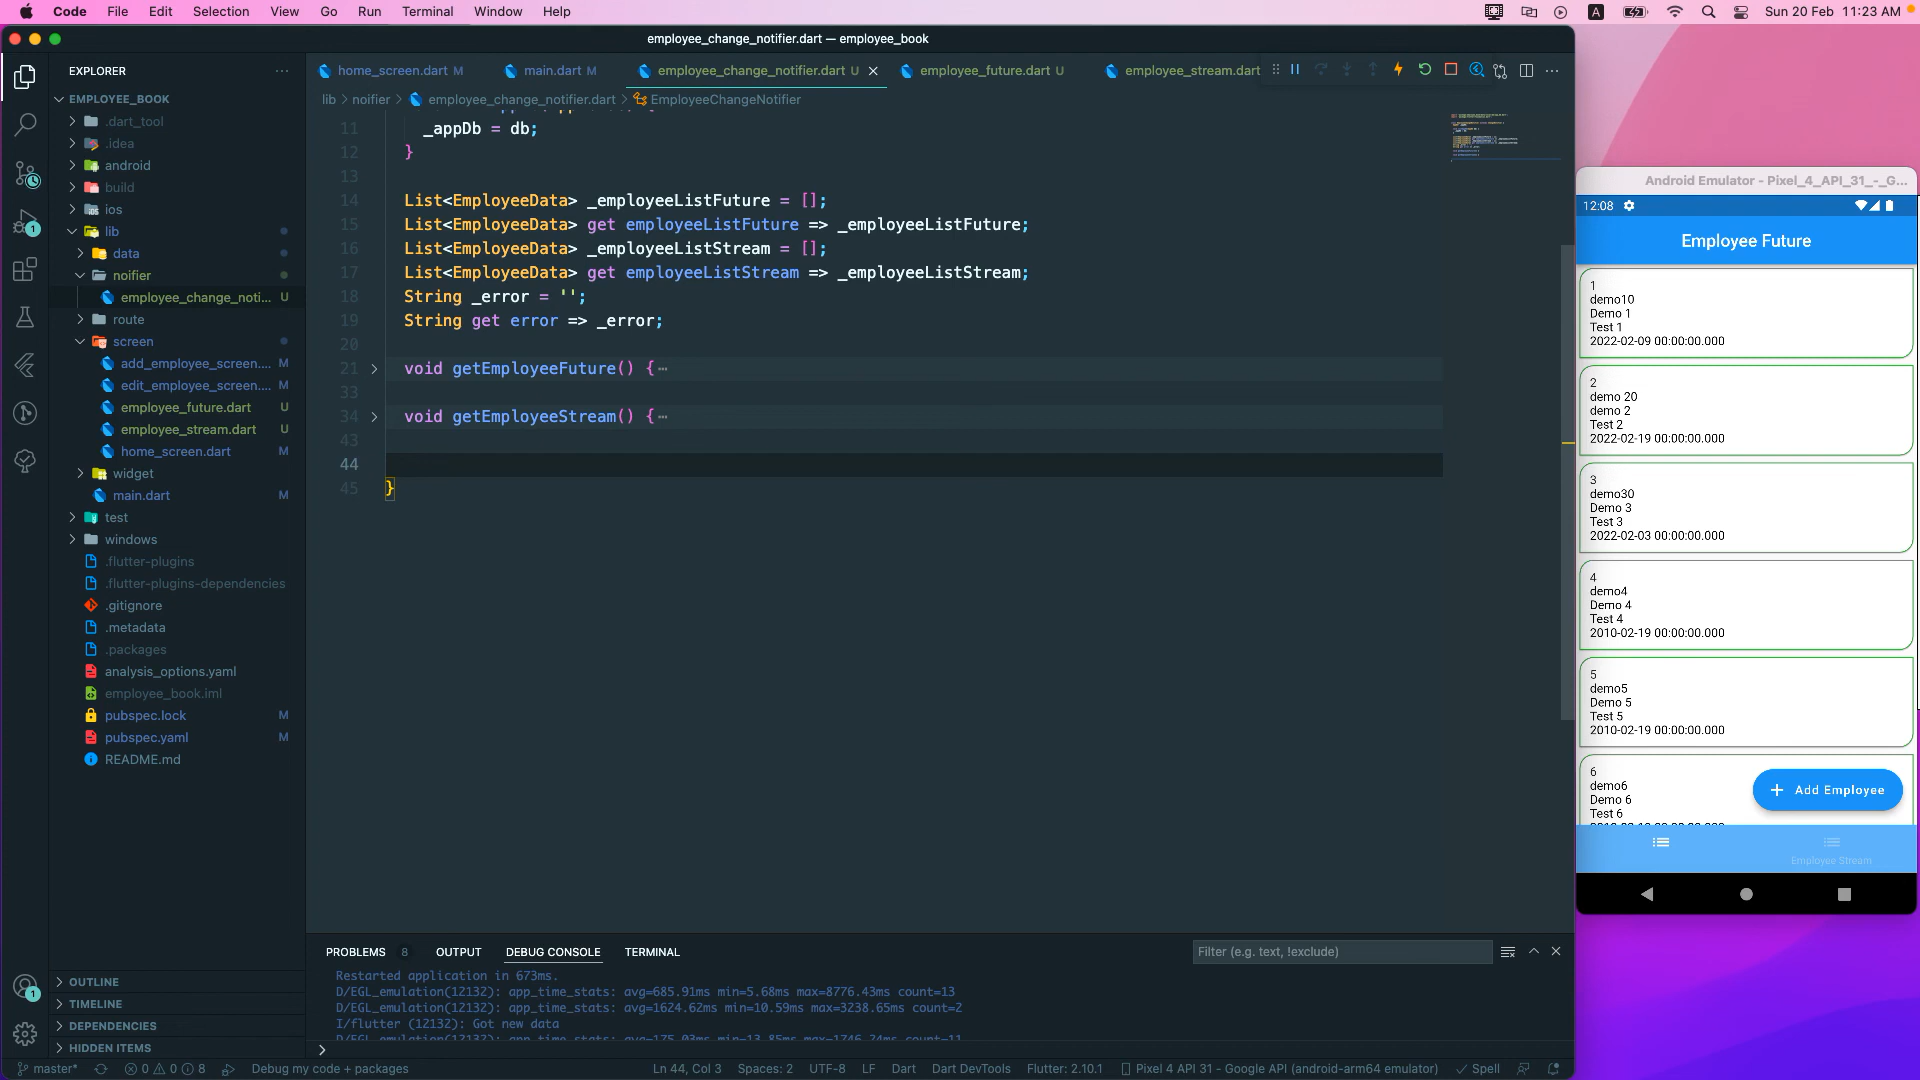 Code File Edit Selection View Go Run Terminal Window Help
A
Sun 20 Feb 11:23 AM
employee_change_notifier.dart — employee_book
EXPLORER
home_screen.dart M
main.dart M
employee_change_notifier.dart U
employee_future.dart U
employee_stream.dart
EMPLOYEE_BOOK
.dart_tool
.idea
android
build
ios
lib
data
noifier
employee_change_noti... U
route
screen
add_employee_screen.... M
edit_employee_screen.... M
employee_future.dart U
employee_stream.dart U
home_screen.dart M
widget
main.dart M
test
windows
.flutter-plugins
.flutter-plugins-dependencies
.gitignore
.metadata
.packages
analysis_options.yaml
employee_book.iml
pubspec.lock M
pubspec.yaml M
README.md
OUTLINE
TIMELINE
DEPENDENCIES
HIDDEN ITEMS
1
1
lib > noifier > employee_change_notifier.dart > EmployeeChangeNotifier
11 _appDb = db;
12 }
13
14 List<EmployeeData> _employeeListFuture = [];
15 List<EmployeeData> get employeeListFuture => _employeeListFuture;
16 List<EmployeeData> _employeeListStream = [];
17 List<EmployeeData> get employeeListStream => _employeeListStream;
18 String _error = '';
19 String get error => _error;
20
21 void getEmployeeFuture() {…
33
34 void getEmployeeStream() {…
43
44
45 }
PROBLEMS 8 OUTPUT DEBUG CONSOLE TERMINAL
Filter (e.g. text, !exclude)
Restarted application in 673ms.
D/EGL_emulation(12132): app_time_stats: avg=685.91ms min=5.68ms max=8776.43ms count=13
D/EGL_emulation(12132): app_time_stats: avg=1624.62ms min=10.59ms max=3238.65ms count=2
I/flutter (12132): Got new data
D/EGL_emulation(12132): app_time_stats: avg=175.03ms min=13.85ms max=1746.24ms count=11
master* 0 0 8 Debug my code + packages
Ln 44, Col 3 Spaces: 2 UTF-8 LF Dart Dart DevTools Flutter: 2.10.1 Pixel 4 API 31 - Google API (android-arm64 emulator) Spell
Android Emulator - Pixel_4_API_31_-_G...
12:08
Employee Future
1
demo10
Demo 1
Test 1
2022-02-09 00:00:00.000
2
demo 20
demo 2
Test 2
2022-02-19 00:00:00.000
3
demo30
Demo 3
Test 3
2022-02-03 00:00:00.000
4
demo4
Demo 4
Test 4
2010-02-19 00:00:00.000
5
demo5
Demo 5
Test 5
2010-02-19 00:00:00.000
6
demo6
Demo 6
Test 6
+ Add Employee
Employee Stream